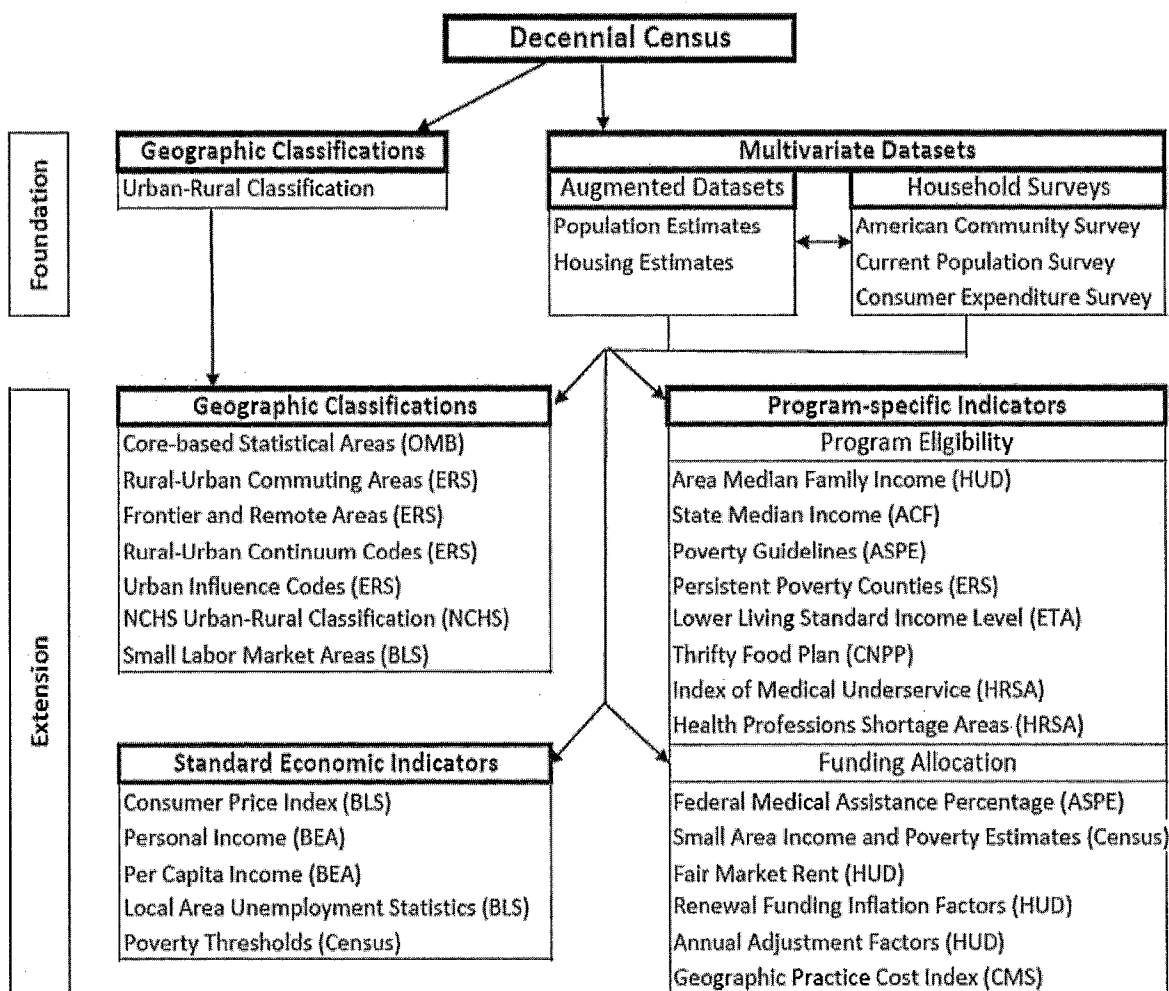 Decennial Census
Foundation
Geographic Classifications
Urban-Rural Classification
Multivariate Datasets
Augmented Datasets
Population Estimates
Housing Estimates
Household Surveys
American Community Survey
Current Population Survey
Consumer Expenditure Survey
Extension
Geographic Classifications
Core-based Statistical Areas (OMB)
Rural-Urban Commuting Areas (ERS)
Frontier and Remote Areas (ERS)
Rural-Urban Continuum Codes (ERS)
Urban Influence Codes (ERS)
NCHS Urban-Rural Classification (NCHS)
Small Labor Market Areas (BLS)
Standard Economic Indicators
Consumer Price Index (BLS)
Personal Income (BEA)
Per Capita Income (BEA)
Local Area Unemployment Statistics (BLS)
Poverty Thresholds (Census)
Program-specific Indicators
Program Eligibility
Area Median Family Income (HUD)
State Median Income (ACF)
Poverty Guidelines (ASPE)
Persistent Poverty Counties (ERS)
Lower Living Standard Income Level (ETA)
Thrifty Food Plan (CNPP)
Index of Medical Underservice (HRSA)
Health Professions Shortage Areas (HRSA)
Funding Allocation
Federal Medical Assistance Percentage (ASPE)
Small Area Income and Poverty Estimates (Census)
Fair Market Rent (HUD)
Renewal Funding Inflation Factors (HUD)
Annual Adjustment Factors (HUD)
Geographic Practice Cost Index (CMS)